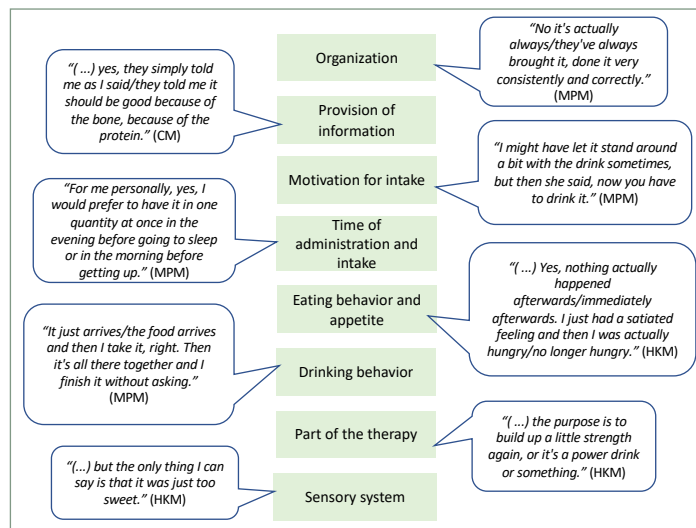 Organization
"No it's actually
always/they've always
brought it, done it very
consistently and correctly."
(MPM)
"( ...) yes, they simply told
me as I said/they told me it
should be good because of
the bone, because of the
protein." (CM)
Provision of
information
Motivation for intake
"I might have let it stand around
a bit with the drink sometimes,
but then she said, now you have
to drink it." (MPM)
"For me personally, yes, I
would prefer to have it in one
quantity at once in the
evening before going to sleep
or in the morning before
getting up." (MPM)
Time of
administration and
intake
Eating behavior and
appetite
"( ...) Yes, nothing actually
happened
afterwards/immediately
afterwards. I just had a satiated
feeling and then I was actually
hungry/no longer hungry." (HKM)
"It just arrives/the food arrives
and then I take it, right. Then
it's all there together and I
finish it without asking."
(MPM)
Drinking behavior
Part of the therapy
"( ...) the purpose is to
build up a little strength
again, or it's a power drink
or something." (HKM)
"(...) but the only thing I can
say is that it was just too
sweet." (HKM)
Sensory system